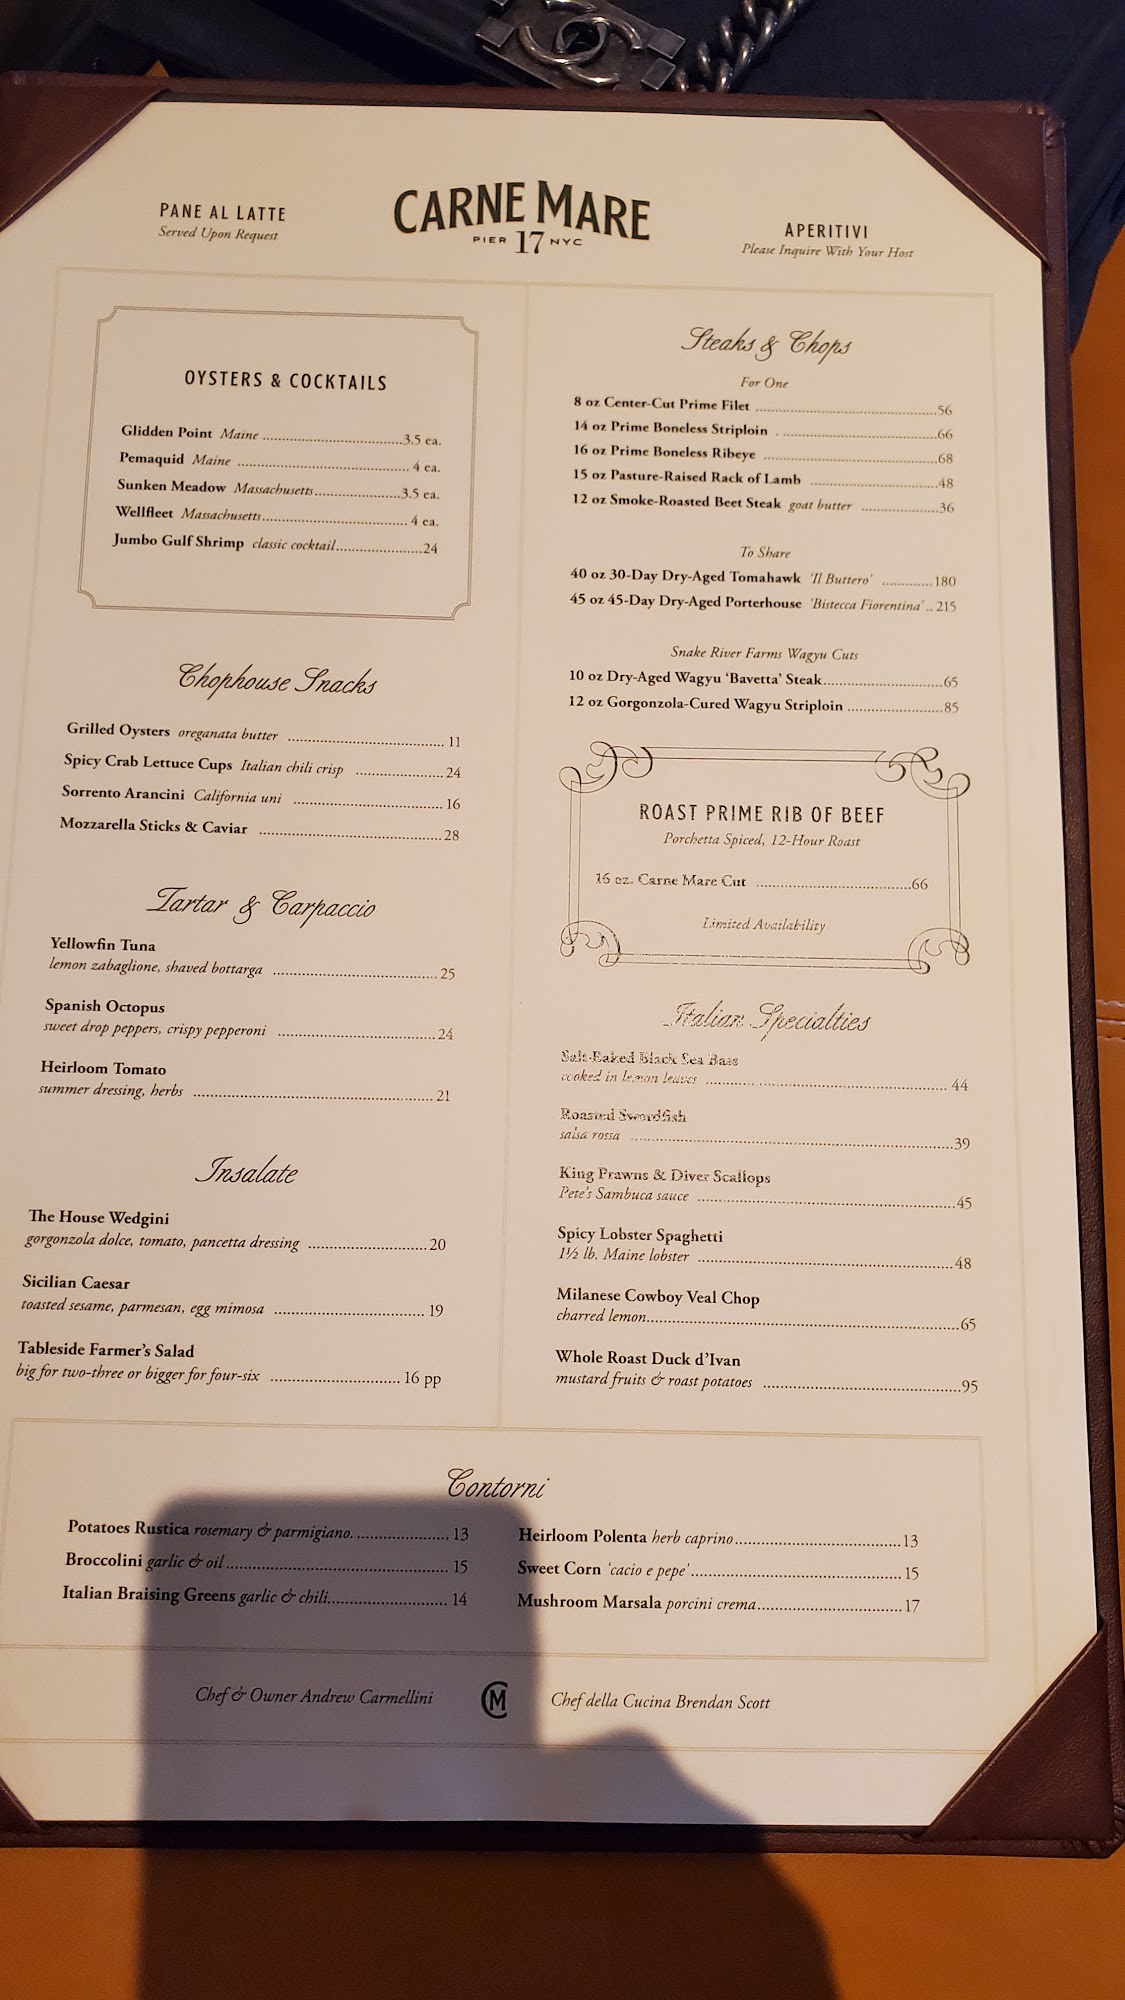 PANE AL LATTE
Served Upon Request
CARNE MARE
PIER 17 NYC
APERITIVI
Please Inquire With Your Host
OYSTERS & COCKTAILS
Glidden Point Maine 3.5 ea.
Pemaquid Maine 4 ea.
Sunken Meadow Massachusetts 3.5 ea.
Wellfleet Massachusetts 4 ea.
Jumbo Gulf Shrimp classic cocktail 24
Chophouse Snacks
Grilled Oysters oreganata butter 11
Spicy Crab Lettuce Cups Italian chili crisp 24
Sorrento Arancini California uni 16
Mozzarella Sticks & Caviar 28
Tartar & Carpaccio
Yellowfin Tuna
lemon zabaglione, shaved bottarga 25
Spanish Octopus
sweet drop peppers, crispy pepperoni 24
Heirloom Tomato
summer dressing, herbs 21
Insalate
The House Wedgini
gorgonzola dolce, tomato, pancetta dressing 20
Sicilian Caesar
toasted sesame, parmesan, egg mimosa 19
Tableside Farmer's Salad
big for two-three or bigger for four-six 16 pp
Steaks & Chops
For One
8 oz Center-Cut Prime Filet 56
14 oz Prime Boneless Striploin 66
16 oz Prime Boneless Ribeye 68
15 oz Pasture-Raised Rack of Lamb 48
12 oz Smoke-Roasted Beet Steak goat butter 36
To Share
40 oz 30-Day Dry-Aged Tomahawk 'Il Buttero' 180
45 oz 45-Day Dry-Aged Porterhouse 'Bistecca Fiorentina' 215
Snake River Farms Wagyu Cuts
10 oz Dry-Aged Wagyu 'Bavetta' Steak 65
12 oz Gorgonzola-Cured Wagyu Striploin 85
ROAST PRIME RIB OF BEEF
Porchetta Spiced, 12-Hour Roast
16 oz. Carne Mare Cut 66
Limited Availability
Italian Specialties
Salt-Baked Black Sea Bass
cooked in lemon leaves 44
Roasted Swordfish
salsa rossa 39
King Prawns & Diver Scallops
Pete's Sambuca sauce 45
Spicy Lobster Spaghetti
1½ lb. Maine lobster 48
Milanese Cowboy Veal Chop
charred lemon 65
Whole Roast Duck d'Ivan
mustard fruits & roast potatoes 95
Contorni
Potatoes Rustica rosemary & parmigiano. 13
Broccolini garlic & oil 15
Italian Braising Greens garlic & chili 14
Heirloom Polenta herb caprino 13
Sweet Corn 'cacio e pepe' 15
Mushroom Marsala porcini crema 17
Chef & Owner Andrew Carmellini
CM
Chef della Cucina Brendan Scott